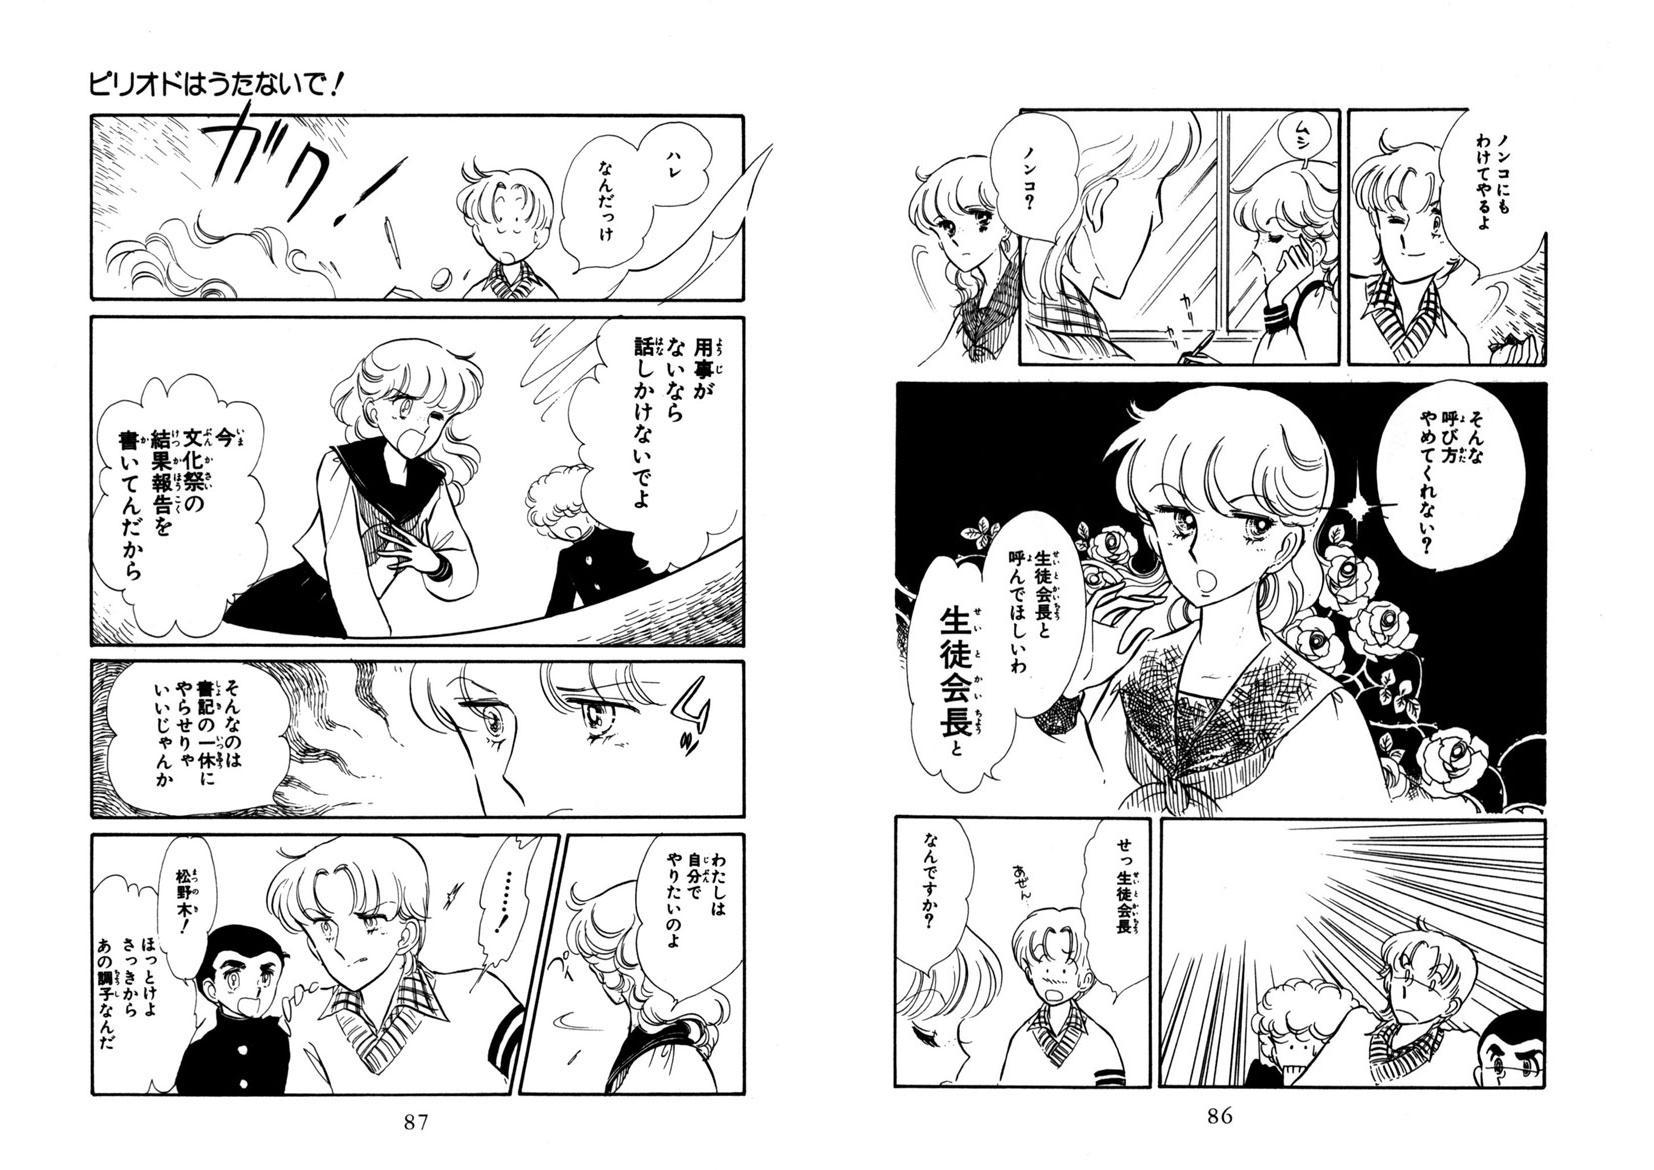 ノンコにも
わけてやるよ
ムシ
ノンコ?
カリ
カリ
そんな
呼び方
やめてくれない?
生徒会長と
呼んでほしいわ
生徒会長と
せっ生徒会長
あぜん
なんですか?
86
ピリオドはうたないで!
ハレ
なんだっけ
ガク!
用事が
ないなら
話しかけないでよ
今
文化祭の
結果報告を
書いてんだから
ムッ
そんなのは
書記の一休に
やらせりゃ
いいじゃんか
わたしは
自分で
やりたいのよ
……!
松野木!
ほっとけよ
さっきから
あの調子なんだ
87